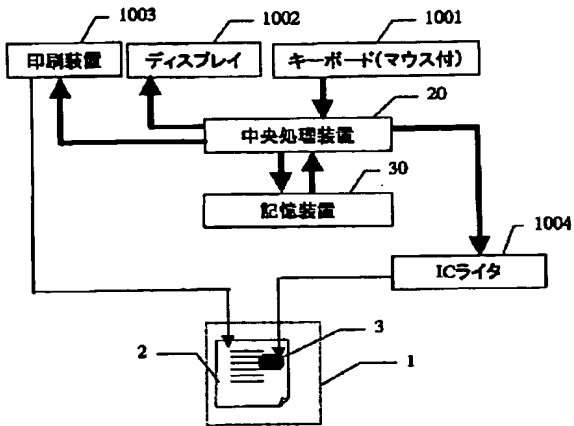 1003
1002
1001
印刷装置
ディスプレイ
キーボード(マウス付)
20
中央処理装置
30
記憶装置
1004
ICライタ
3
2
1